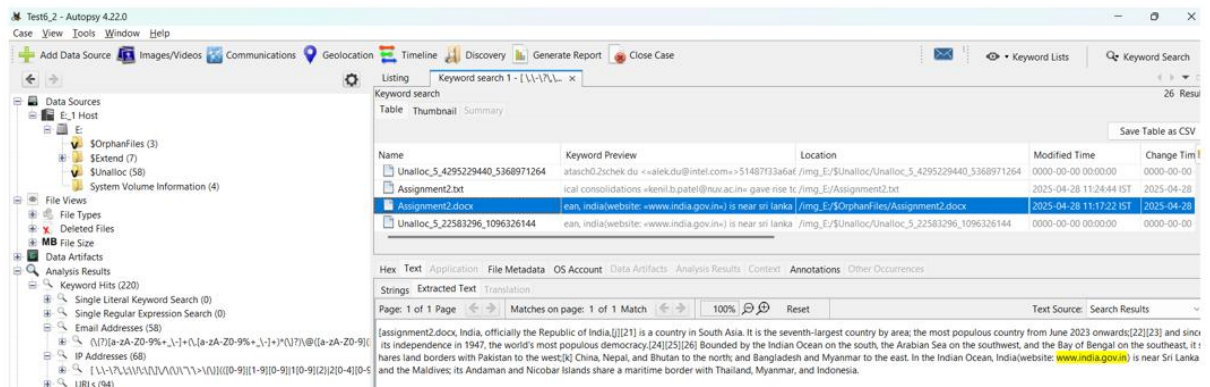 Test6_2 - Autopsy 4.22.0
Case View Tools Window Help
Add Data Source Images/Videos Communications Geolocation Timeline Discovery Generate Report Close Case Keyword Lists Keyword Search
Listing Keyword search 1 - [ \,\-\?\,\...
Keyword search 26 Resul
Table Thumbnail Summary
Save Table as CSV
Name Keyword Preview Location Modified Time Change Tim
Unalloc_5_4295229440_5368971264 /img_E:/$Unalloc/Unalloc_5_4295229440_5368971264 0000-00-00 00:00:00 0000-00-00
Assignment2.txt ical consolidations «kenil.b.patel@nuv.ac.in» gave rise tc /img_E:/Assignment2.txt 2025-04-28 11:24:44 IST 2025-04-28
Assignment2.docx ean, india(website: «www.india.gov.in») is near sri lanka /img_E:/$OrphanFiles/Assignment2.docx 2025-04-28 11:17:22 IST 2025-04-28
Unalloc_5_22583296_1096326144 ean, india(website: «www.india.gov.in») is near sri lanka /img_E:/$Unalloc/Unalloc_5_22583296_1096326144 0000-00-00 00:00:00 0000-00-00
Data Sources
E:_1 Host
E:
$OrphanFiles (3)
$Extend (7)
$Unalloc (58)
System Volume Information (4)
File Views
File Types
Deleted Files
MB File Size
Data Artifacts
Analysis Results
Keyword Hits (220)
Single Literal Keyword Search (0)
Single Regular Expression Search (0)
Email Addresses (58)
IP Addresses (68)
URLs (94)
Hex Text Application File Metadata OS Account Data Artifacts Analysis Results Context Annotations Other Occurrences
Strings Extracted Text Translation
Page: 1 of 1 Page Matches on page: 1 of 1 Match 100% Reset Text Source: Search Results
[assignment2.docx, India, officially the Republic of India,[j][21] is a country in South Asia. It is the seventh-largest country by area; the most populous country from June 2023 onwards;[22][23] and since
its independence in 1947, the world's most populous democracy.[24][25][26] Bounded by the Indian Ocean on the south, the Arabian Sea on the southwest, and the Bay of Bengal on the southeast, it s
hares land borders with Pakistan to the west;[k] China, Nepal, and Bhutan to the north; and Bangladesh and Myanmar to the east. In the Indian Ocean, India(website: www.india.gov.in) is near Sri Lanka
and the Maldives; its Andaman and Nicobar Islands share a maritime border with Thailand, Myanmar, and Indonesia.